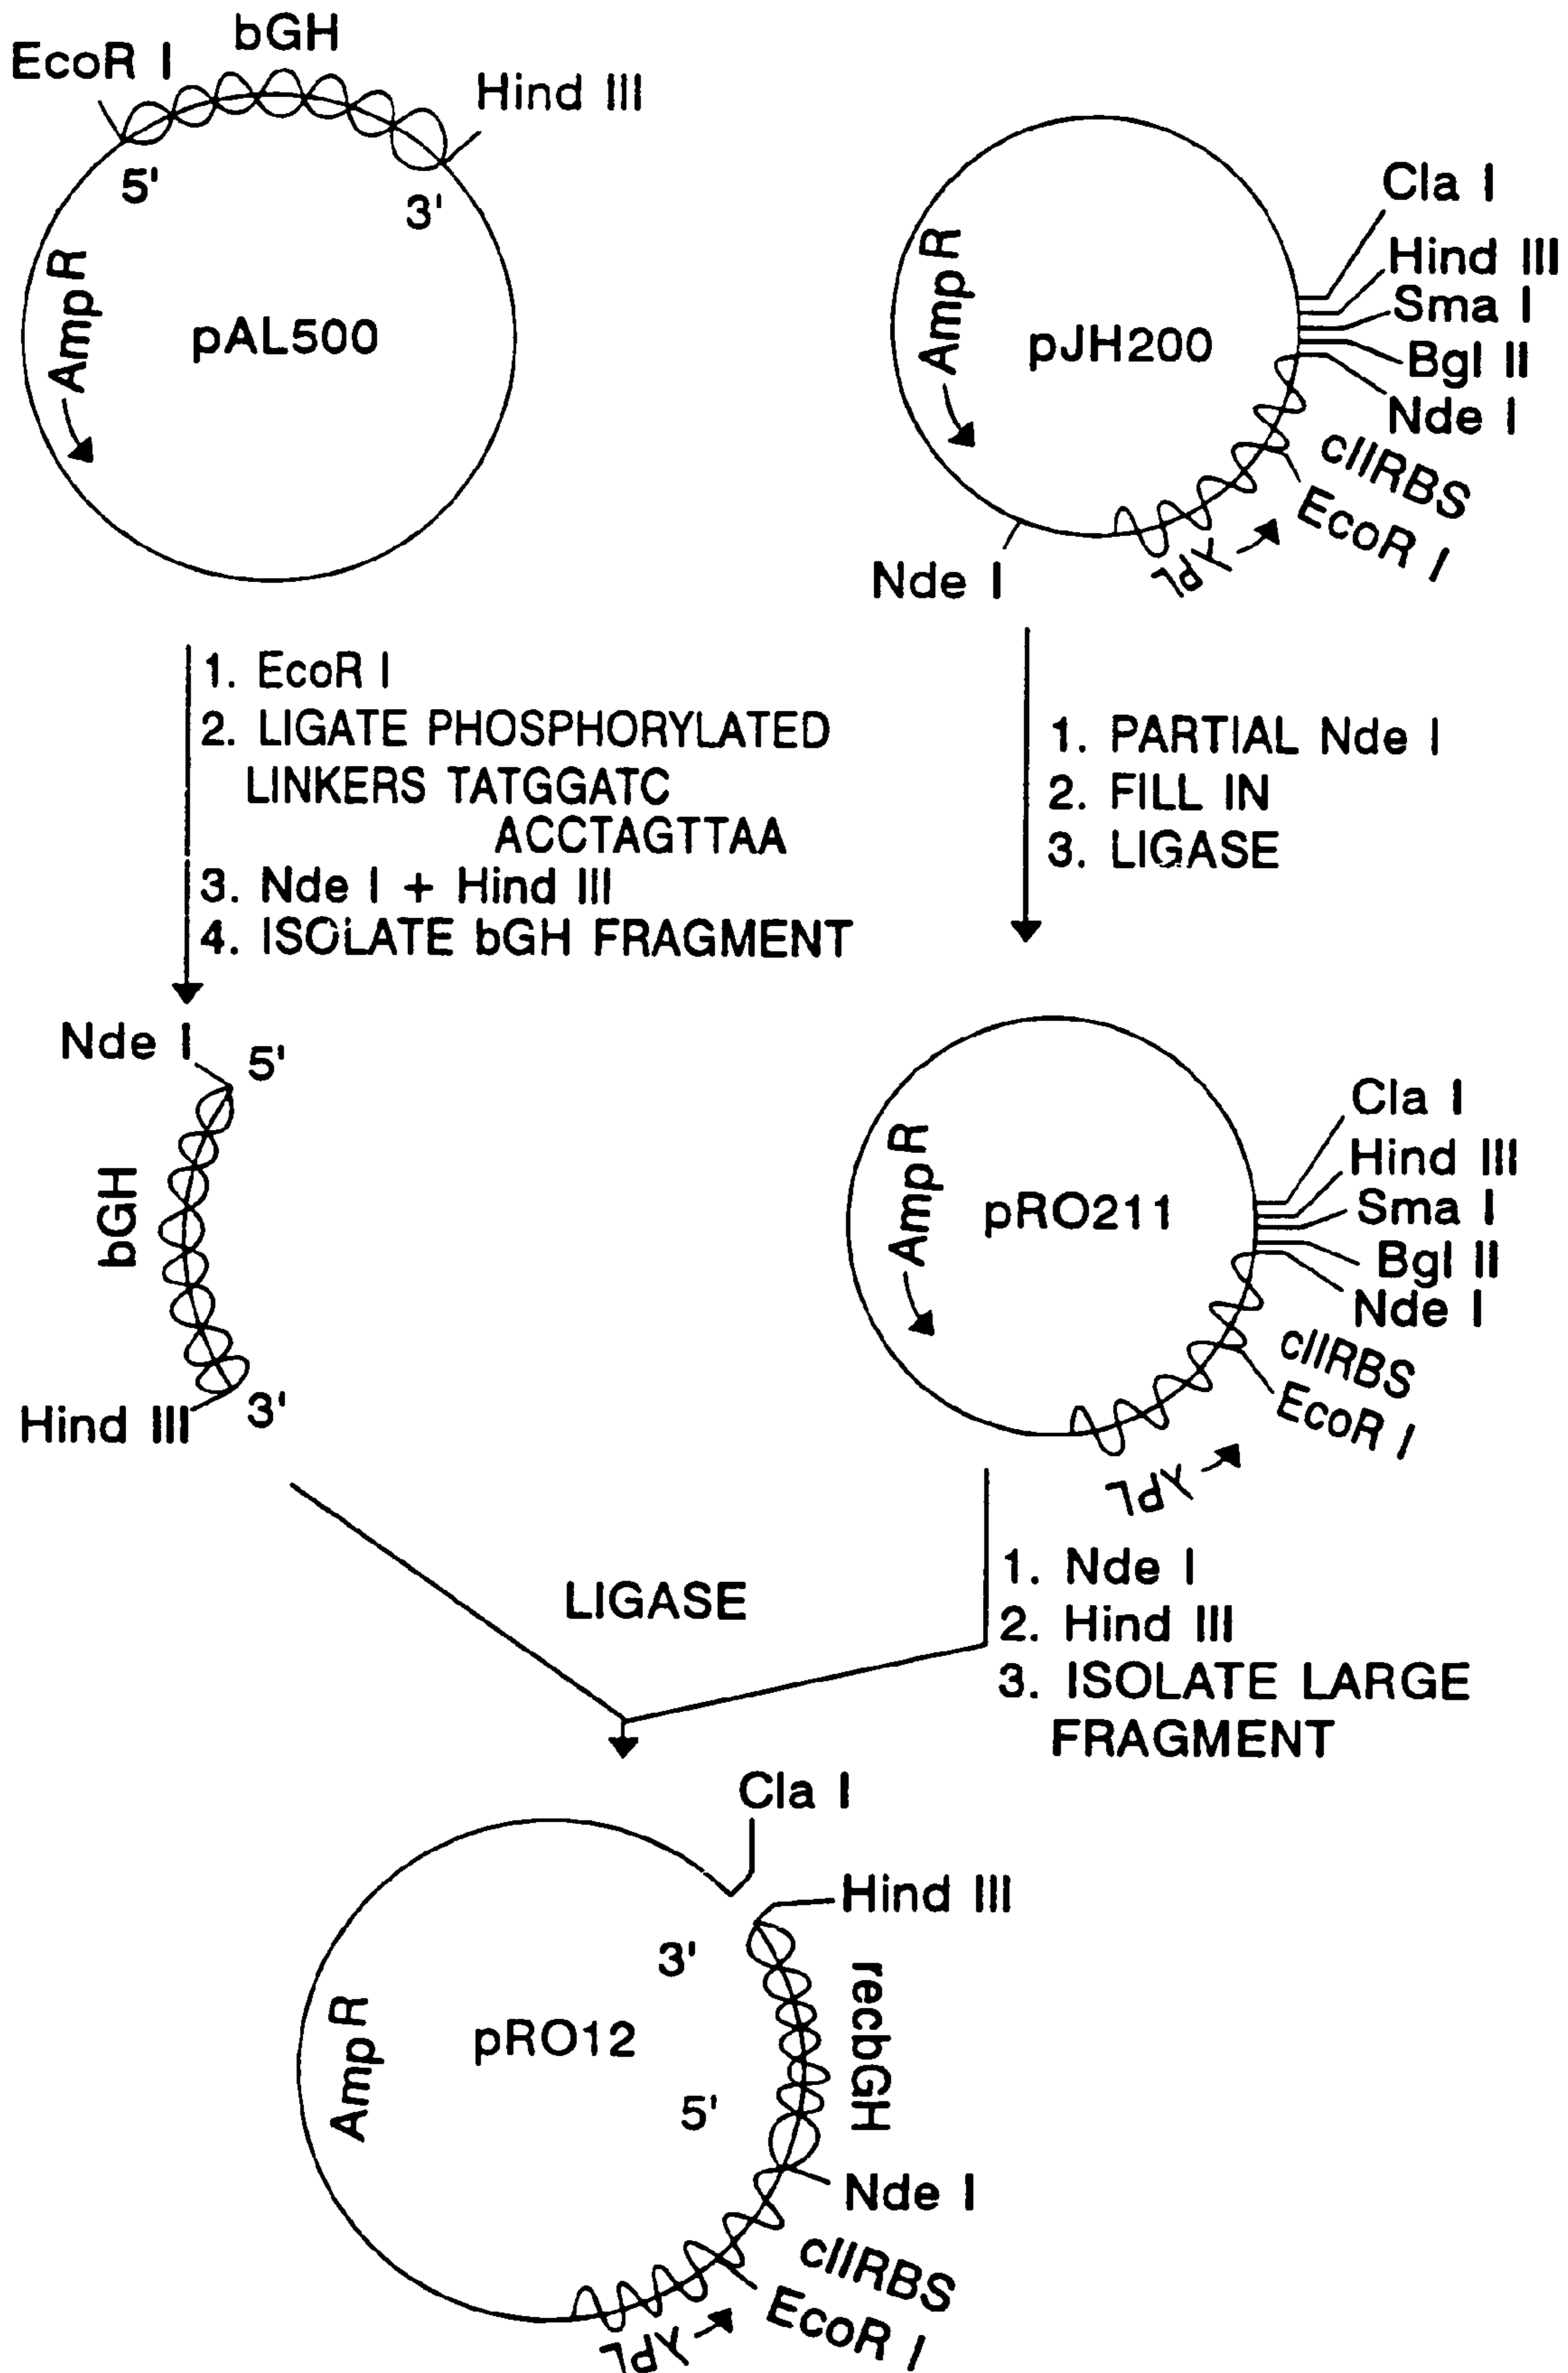 EcoR I
bGH
Hind III
5'
3'
AmpR
pAL500
Cla I
Hind III
Sma I
Bgl II
Nde I
cIIRBS
EcoR I
λPL
Nde I
AmpR
pJH200
1. EcoR I
2. LIGATE PHOSPHORYLATED
LINKERS TATGGATC
ACCTAGTTAA
3. Nde I + Hind III
4. ISOLATE bGH FRAGMENT
1. PARTIAL Nde I
2. FILL IN
3. LIGASE
Nde I
5'
bGH
Hind III
3'
AmpR
pRO211
Cla I
Hind III
Sma I
Bgl II
Nde I
cIIRBS
EcoR I
λPL
LIGASE
1. Nde I
2. Hind III
3. ISOLATE LARGE
FRAGMENT
Cla I
Hind III
3'
recbGH
AmpR
pRO12
5'
Nde I
cIIRBS
EcoR I
λPL